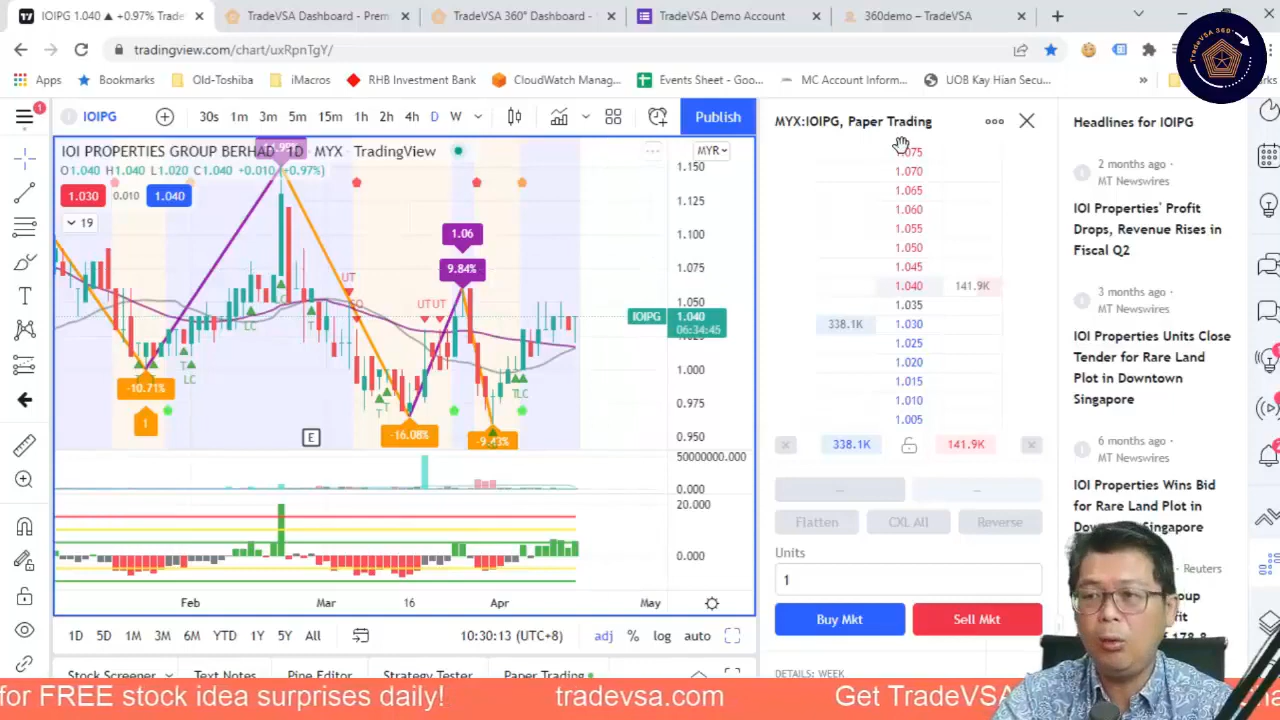 IOIPG 1.040 ▲ +0.97% Paper Tr
TradeVSA Dashboard - Prem
TradeVSA 360° Dashboard -
TradeVSA Demo Account
360demo – TradeVSA
tradingview.com/chart/uxRpnTgY/
TradeVSA 360°
Apps
Bookmarks
Old-Toshiba
iMacros
RHB Investment Bank
CloudWatch Manag...
Events Sheet - Goo...
MC Account Inform...
UOB Kay Hian Secu...
»
1
IOIPG
30s 1m 3m 5m 15m 1h 2h 4h D W
Publish
MYX:IOIPG, Paper Trading
Headlines for IOIPG
IOI PROPERTIES GROUP BERHAD 1D MYX TradingView
MYR
O1.040 H1.040 L1.020 C1.040 +0.010 (+0.97%)
1.030
0.010
1.040
19
1.150
1.125
1.100
1.075
1.050
1.000
0.975
0.950
IOIPG
1.040
06:34:45
1.06
9.84%
UT
UT UT
LC
T
T
LC
T T
LC
-10.71%
1
-16.08%
E
50000000.000
0.000
20.000
0.000
Feb
Mar
16
Apr
May
1D 5D 1M 3M 6M YTD 1Y 5Y All
10:30:13 (UTC+8)
adj % log auto
Stock Screener
Text Notes
Pine Editor
Strategy Tester
Paper Trading
1.075
1.070
1.065
1.060
1.055
1.050
1.045
1.040 141.9K
1.035
338.1K 1.030
1.025
1.020
1.015
1.010
1.005
338.1K
141.9K
–
–
Flatten
CXL All
Reverse
Units
1
Buy Mkt
Sell Mkt
DETAILS: WEEK
2 months ago ·
MT Newswires
IOI Properties' Profit
Drops, Revenue Rises in
Fiscal Q2
3 months ago ·
MT Newswires
IOI Properties Units Close
Tender for Rare Land
Plot in Downtown
Singapore
6 months ago ·
MT Newswires
IOI Properties Wins Bid
for Rare Land Plot in
Singapore
Reuters
for FREE stock idea surprises daily!
tradevsa.com
Get TradeVSA